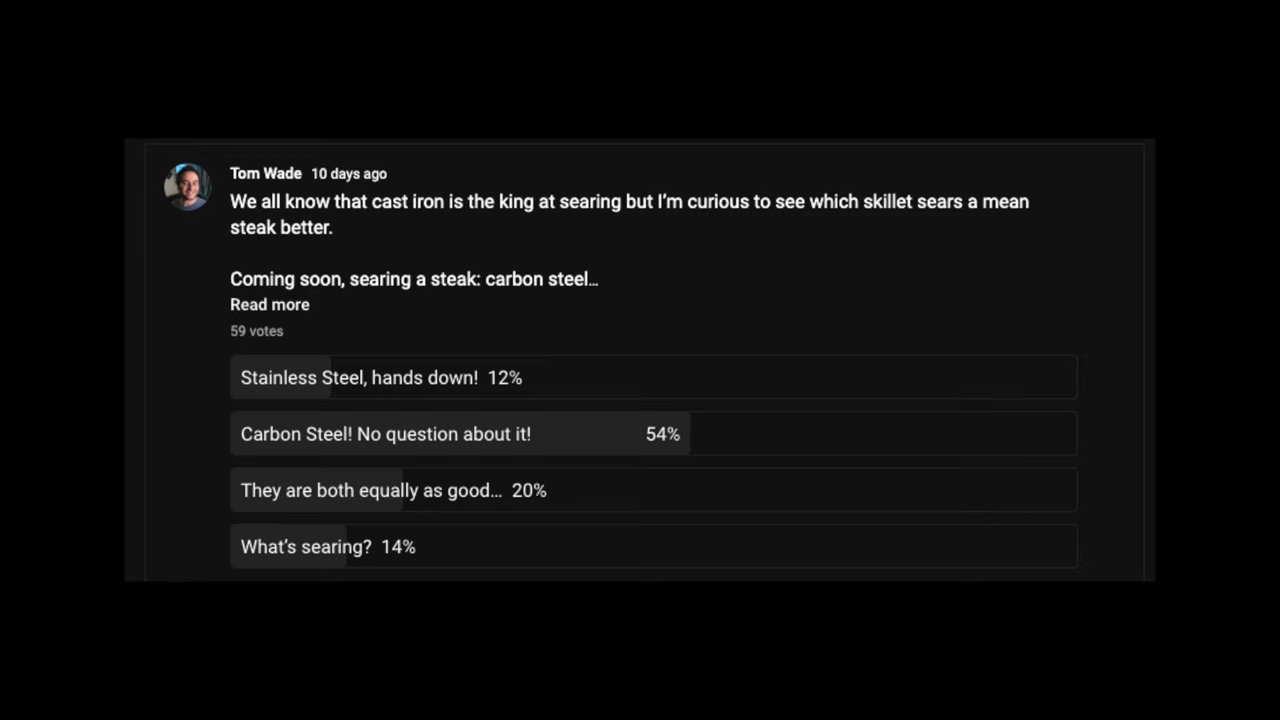 Tom Wade 10 days ago
We all know that cast iron is the king at searing but I'm curious to see which skillet sears a mean
steak better.
Coming soon, searing a steak: carbon steel…
Read more
59 votes
Stainless Steel, hands down! 12%
Carbon Steel! No question about it! 54%
They are both equally as good... 20%
What's searing? 14%